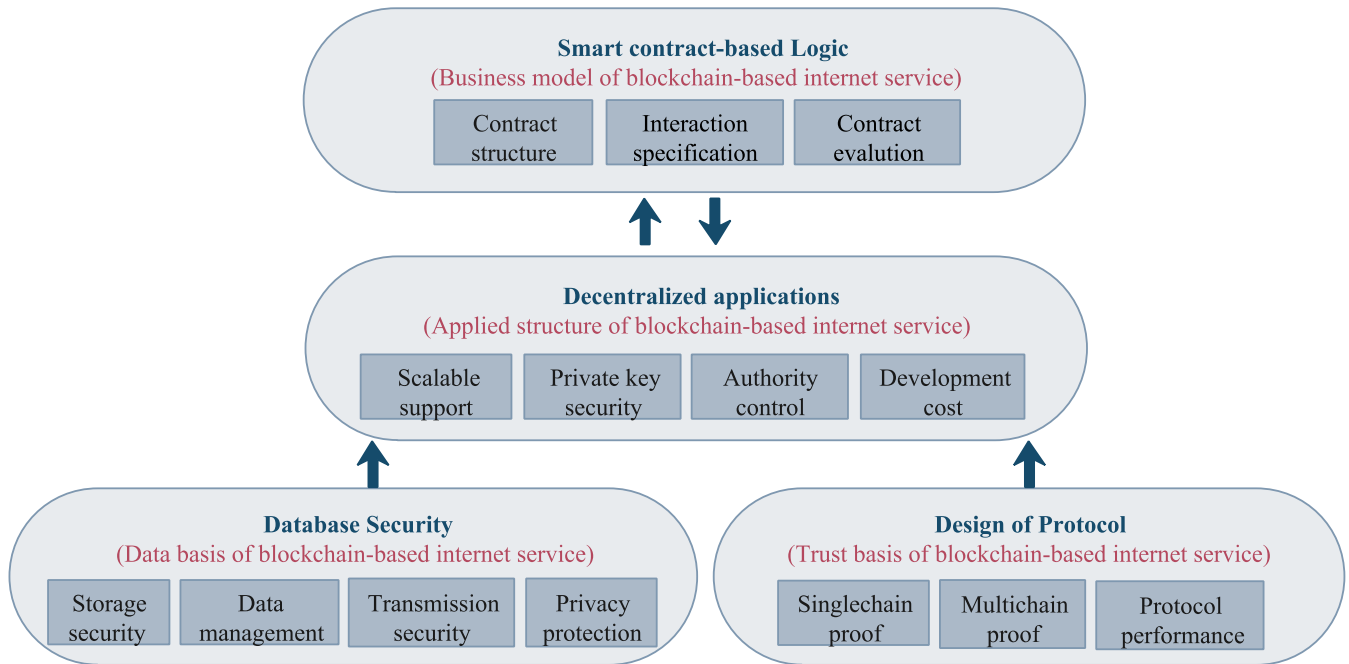 Smart contract-based Logic
(Business model of blockchain-based internet service)
Contract
structure
Interaction
specification
Contract
evalution
Decentralized applications
(Applied structure of blockchain-based internet service)
Scalable
support
Private key
security
Authority
control
Development
cost
Database Security
(Data basis of blockchain-based internet service)
Storage
security
Data
management
Transmission
security
Privacy
protection
Design of Protocol
(Trust basis of blockchain-based internet service)
Singlechain
proof
Multichain
proof
Protocol
performance